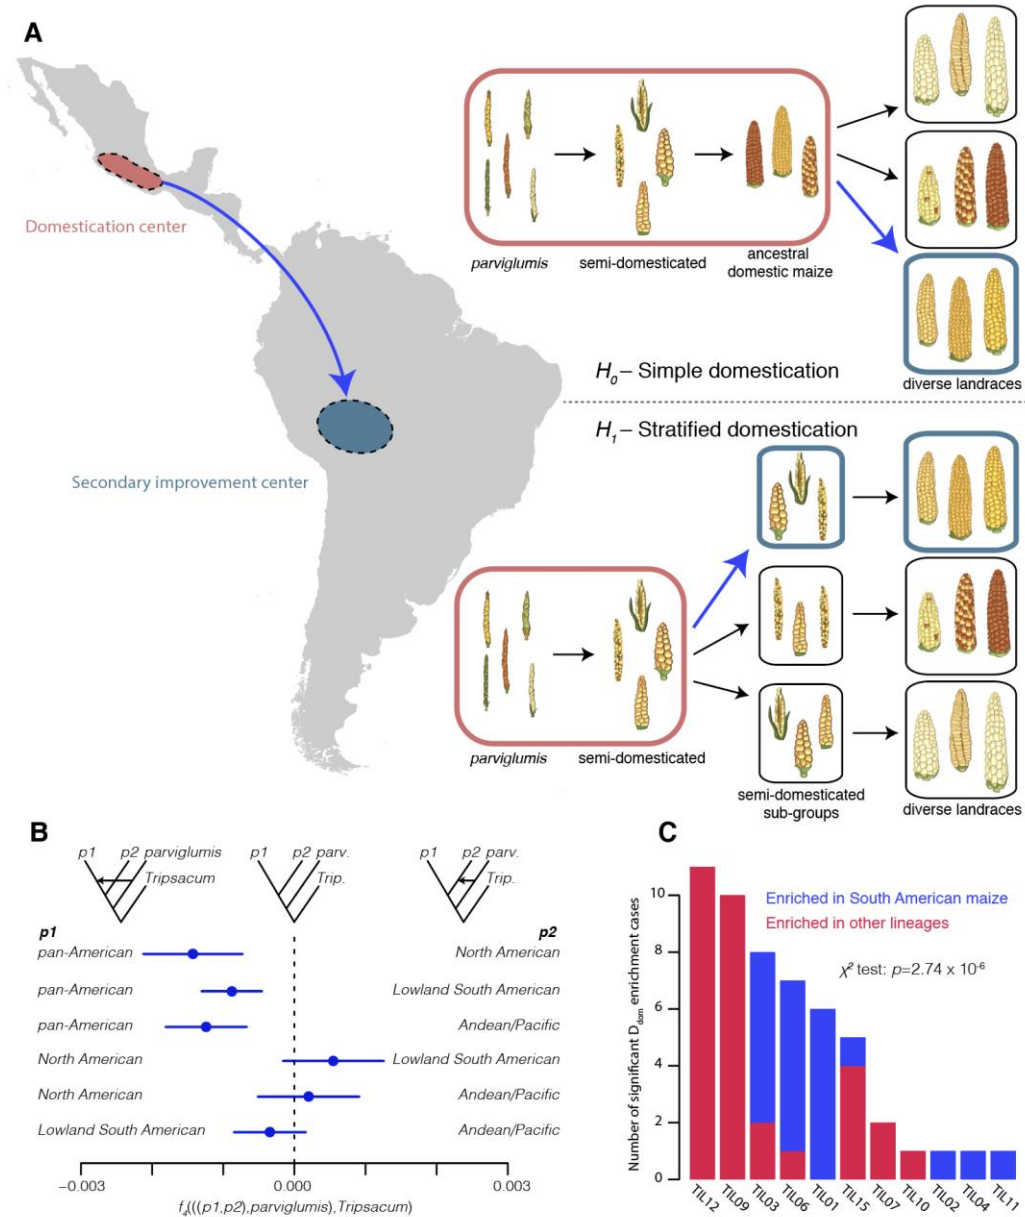 A
Domestication center
Secondary improvement center
parviglumis
semi-domesticated
ancestral
domestic maize
diverse landraces
H0 – Simple domestication
H1 – Stratified domestication
parviglumis
semi-domesticated
semi-domesticated
sub-groups
diverse landraces
B
p1 p2 parviglumis
Tripsacum
p1 p2 parv.
Trip.
p1 p2 parv.
Trip.
p1 p2
pan-American North American
pan-American Lowland South American
pan-American Andean/Pacific
North American Lowland South American
North American Andean/Pacific
Lowland South American Andean/Pacific
−0.003 0.000 0.003
f4(((p1,p2),parviglumis),Tripsacum)
C
Number of significant Ddom enrichment cases
10
8
6
4
2
0
Enriched in South American maize
Enriched in other lineages
χ² test: p=2.74 x 10⁻⁶
TIL12 TIL09 TIL03 TIL06 TIL01 TIL15 TIL07 TIL10 TIL02 TIL04 TIL11